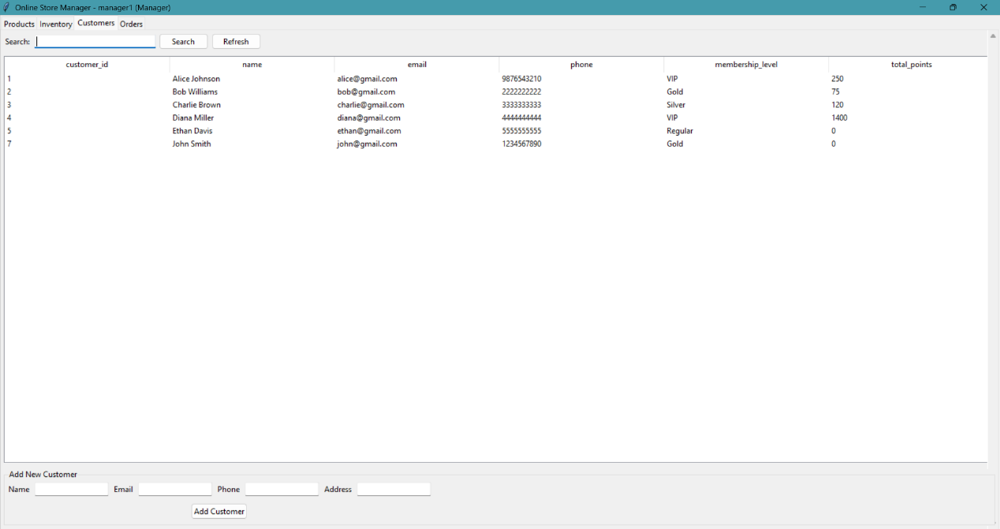 Online Store Manager - manager1 (Manager)
Products Inventory Customers Orders
Search: Search Refresh
customer_id name email phone membership_level total_points
1 Alice Johnson alice@gmail.com 9876543210 VIP 250
2 Bob Williams bob@gmail.com 2222222222 Gold 75
3 Charlie Brown charlie@gmail.com 3333333333 Silver 120
4 Diana Miller diana@gmail.com 4444444444 VIP 1400
5 Ethan Davis ethan@gmail.com 5555555555 Regular 0
7 John Smith john@gmail.com 1234567890 Gold 0
Add New Customer
Name Email Phone Address
Add Customer